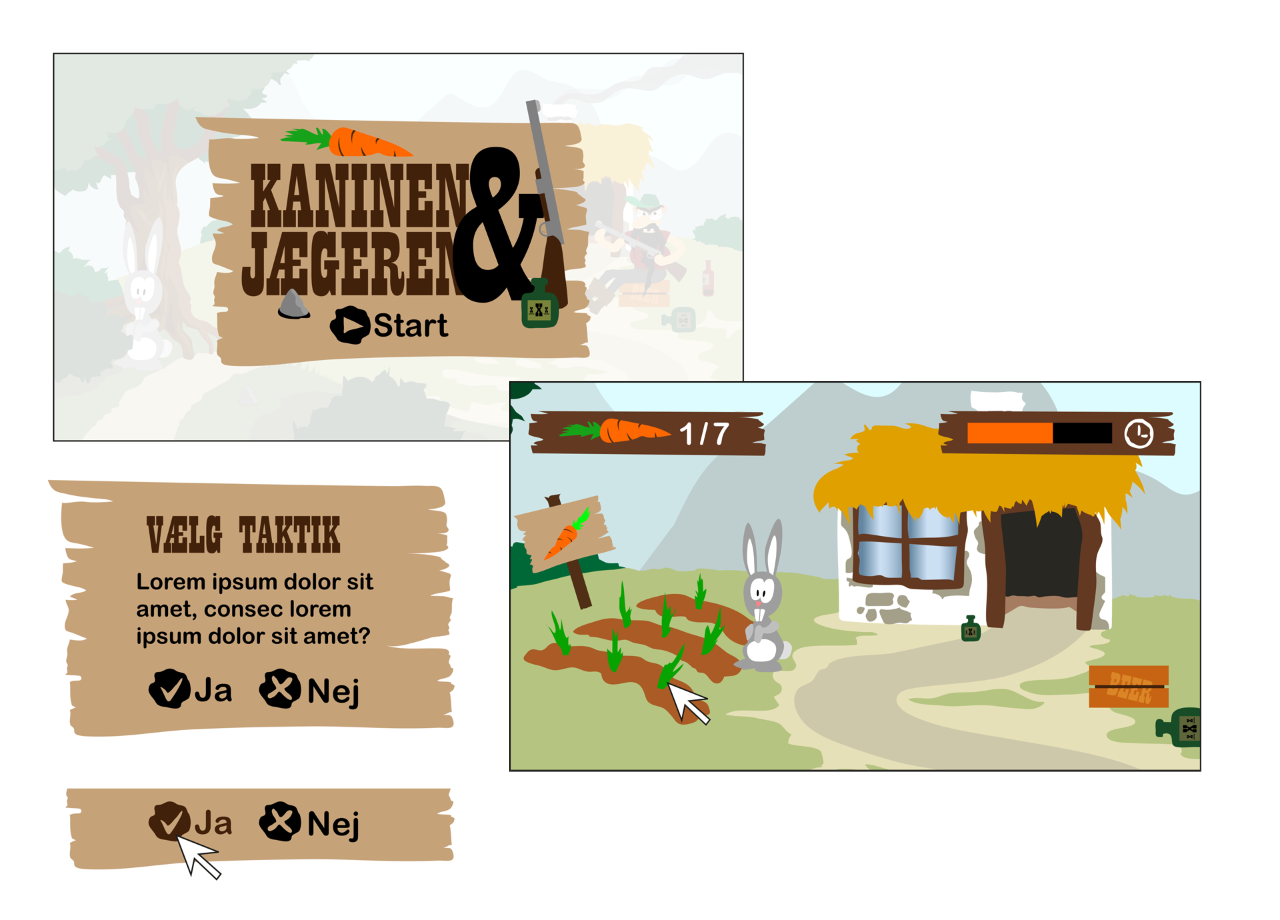 KANINEN &
JÆGEREN
Start
1/7
VÆLG TAKTIK
Lorem ipsum dolor sit
amet, consec lorem
ipsum dolor sit amet?
Ja Nej
BEER
Ja Nej